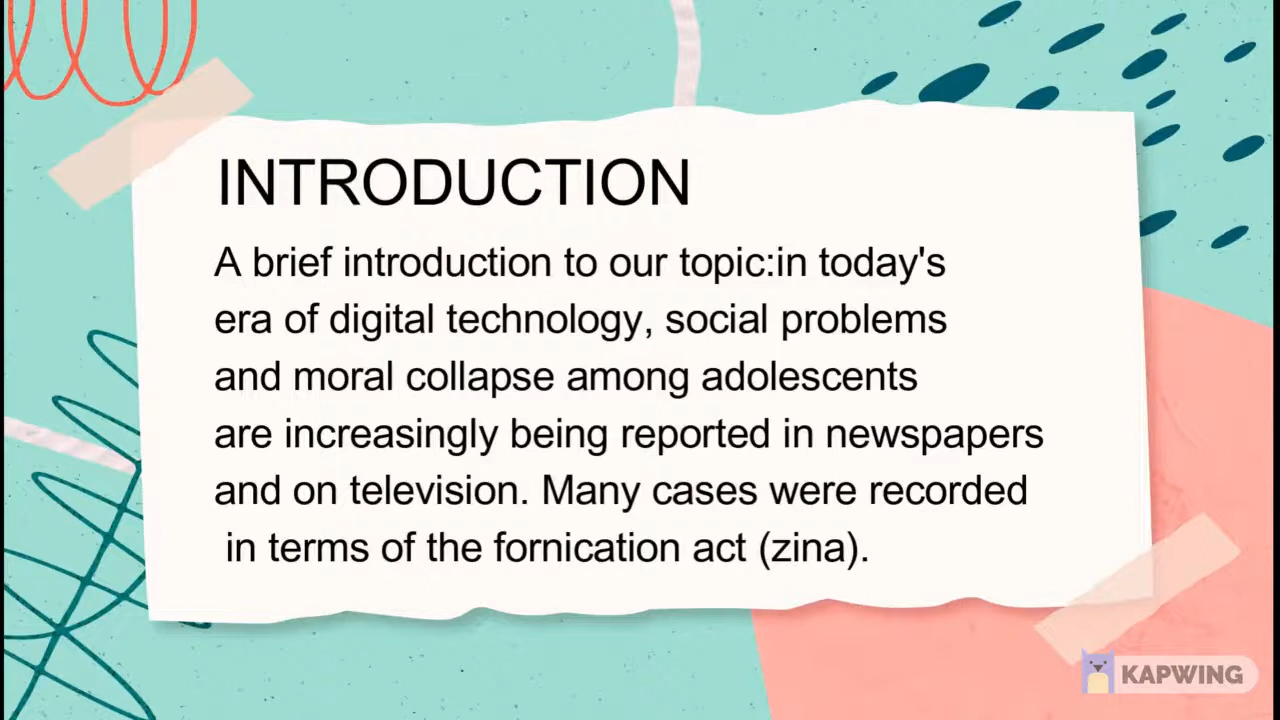 INTRODUCTION
A brief introduction to our topic:in today's
era of digital technology, social problems
and moral collapse among adolescents
are increasingly being reported in newspapers
and on television. Many cases were recorded
in terms of the fornication act (zina).
KAPWING